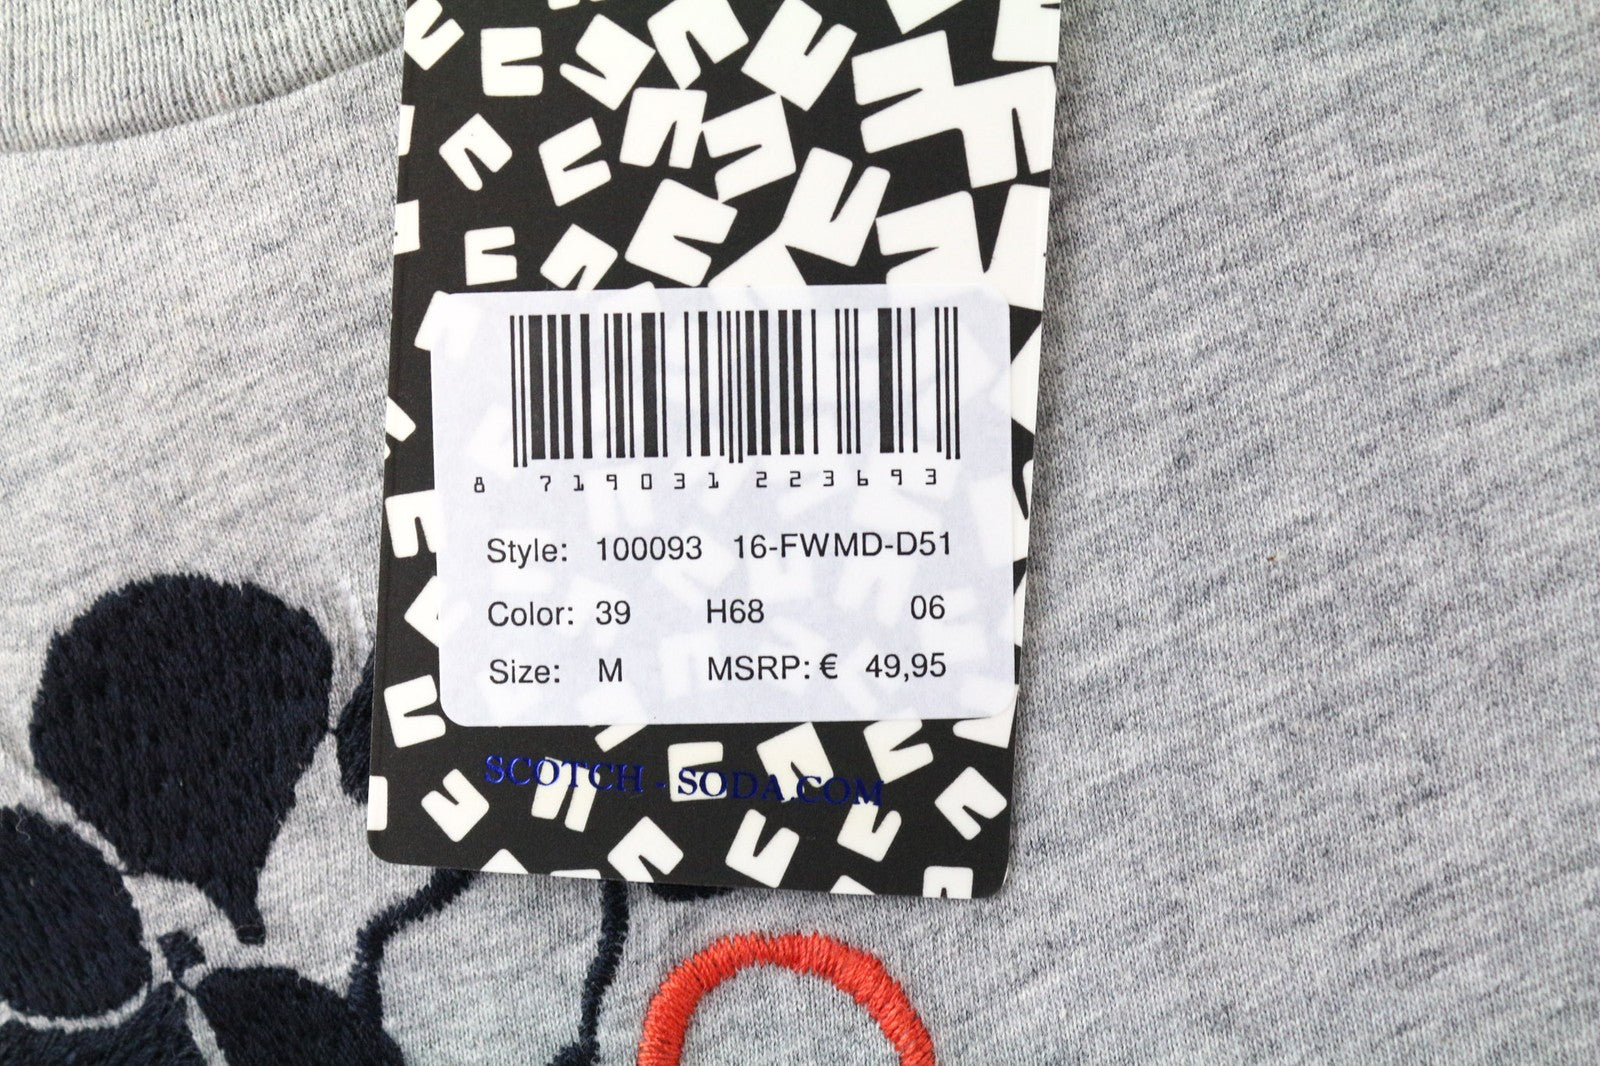 8 719031 223693
Style: 100093 16-FWMD-D51
Color: 39 H68 06
Size: M MSRP: € 49,95
SCOTCH - SODA.COM